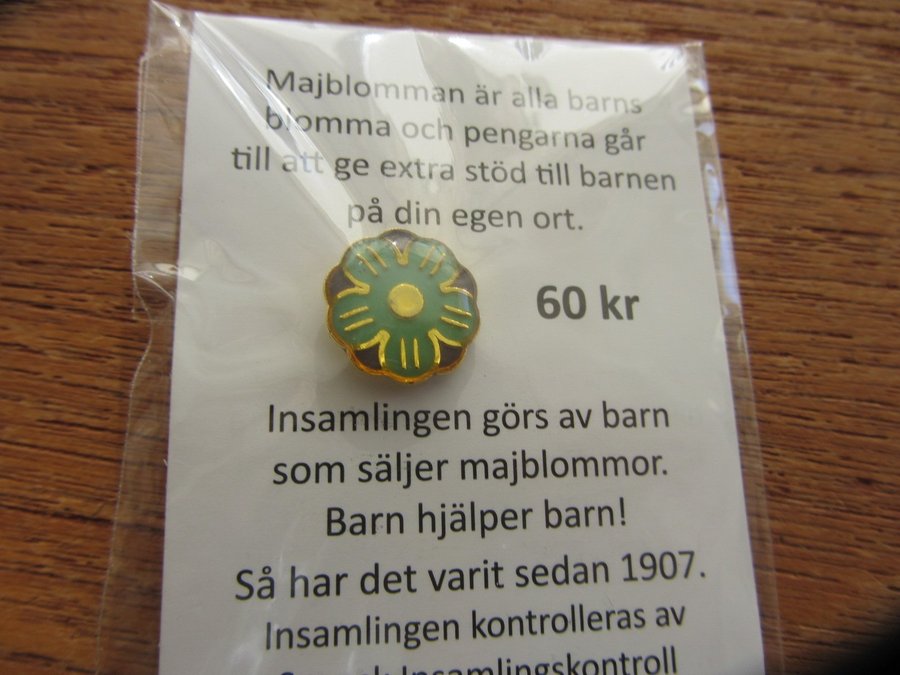 Majblomman är alla barns
blomma och pengarna går
till att ge extra stöd till barnen
på din egen ort.
60 kr
Insamlingen görs av barn
som säljer majblommor.
Barn hjälper barn!
Så har det varit sedan 1907.
Insamlingen kontrolleras av
Svensk Insamlingskontroll